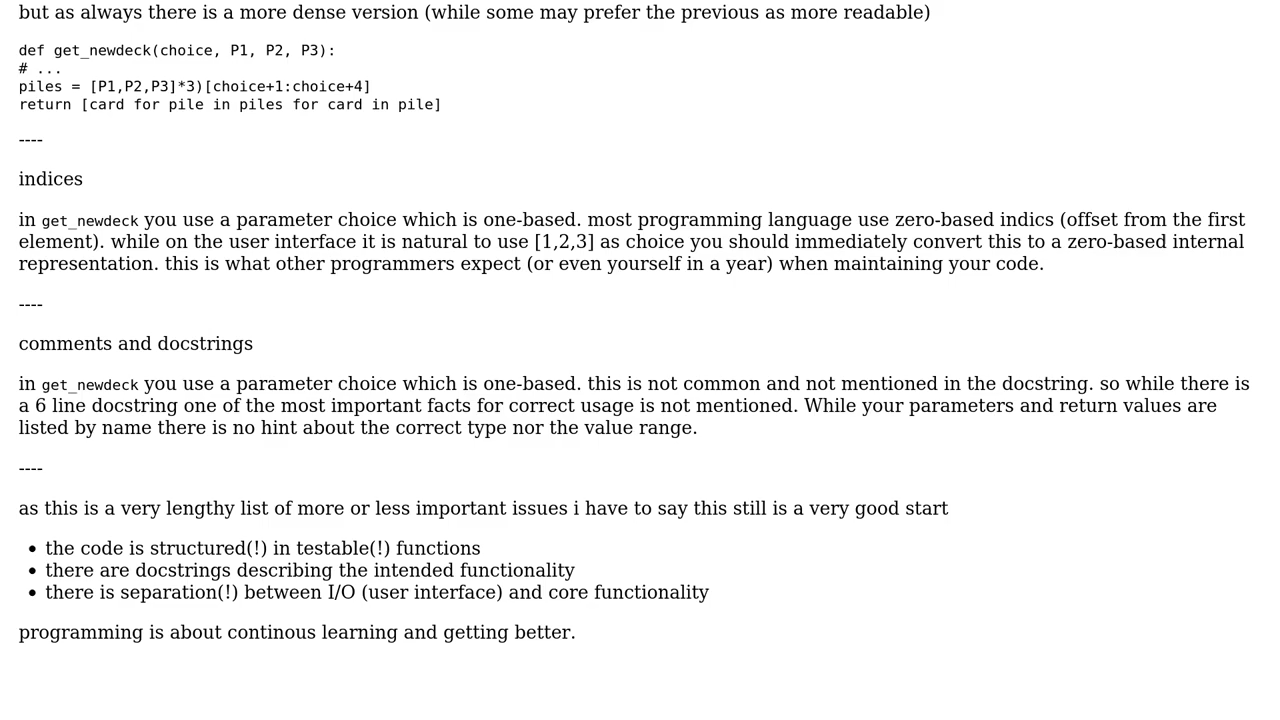 but as always there is a more dense version (while some may prefer the previous as more readable)
def get_newdeck(choice, P1, P2, P3):
# ...
piles = [P1,P2,P3]*3)[choice+1:choice+4]
return [card for pile in piles for card in pile]
----
indices
in get_newdeck you use a parameter choice which is one-based. most programming language use zero-based indics (offset from the first
element). while on the user interface it is natural to use [1,2,3] as choice you should immediately convert this to a zero-based internal
representation. this is what other programmers expect (or even yourself in a year) when maintaining your code.
----
comments and docstrings
in get_newdeck you use a parameter choice which is one-based. this is not common and not mentioned in the docstring. so while there is
a 6 line docstring one of the most important facts for correct usage is not mentioned. While your parameters and return values are
listed by name there is no hint about the correct type nor the value range.
----
as this is a very lengthy list of more or less important issues i have to say this still is a very good start
• the code is structured(!) in testable(!) functions
• there are docstrings describing the intended functionality
• there is separation(!) between I/O (user interface) and core functionality
programming is about continous learning and getting better.